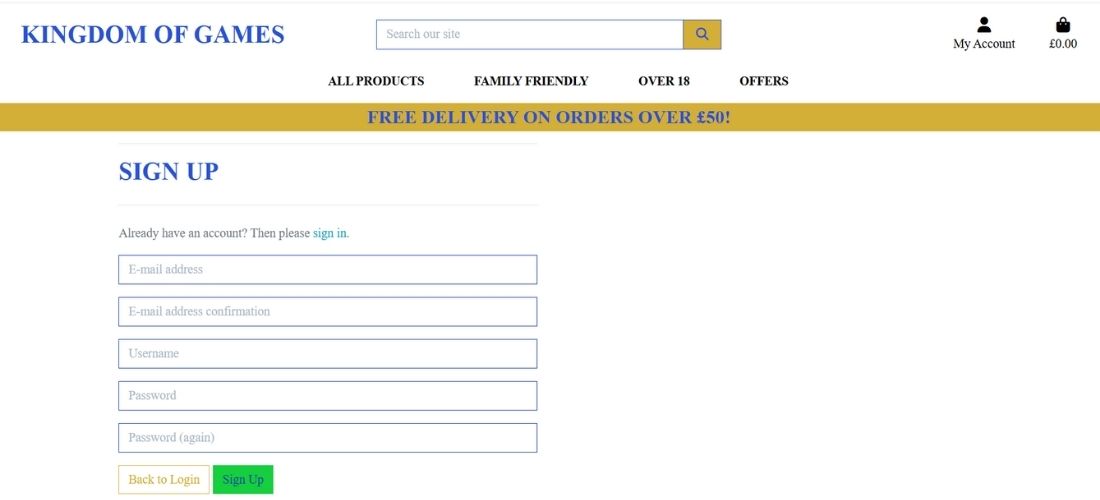 KINGDOM OF GAMES
Search our site
My Account
£0.00
ALL PRODUCTS FAMILY FRIENDLY OVER 18 OFFERS
FREE DELIVERY ON ORDERS OVER £50!
SIGN UP
Already have an account? Then please sign in.
E-mail address
E-mail address confirmation
Username
Password
Password (again)
Back to Login Sign Up